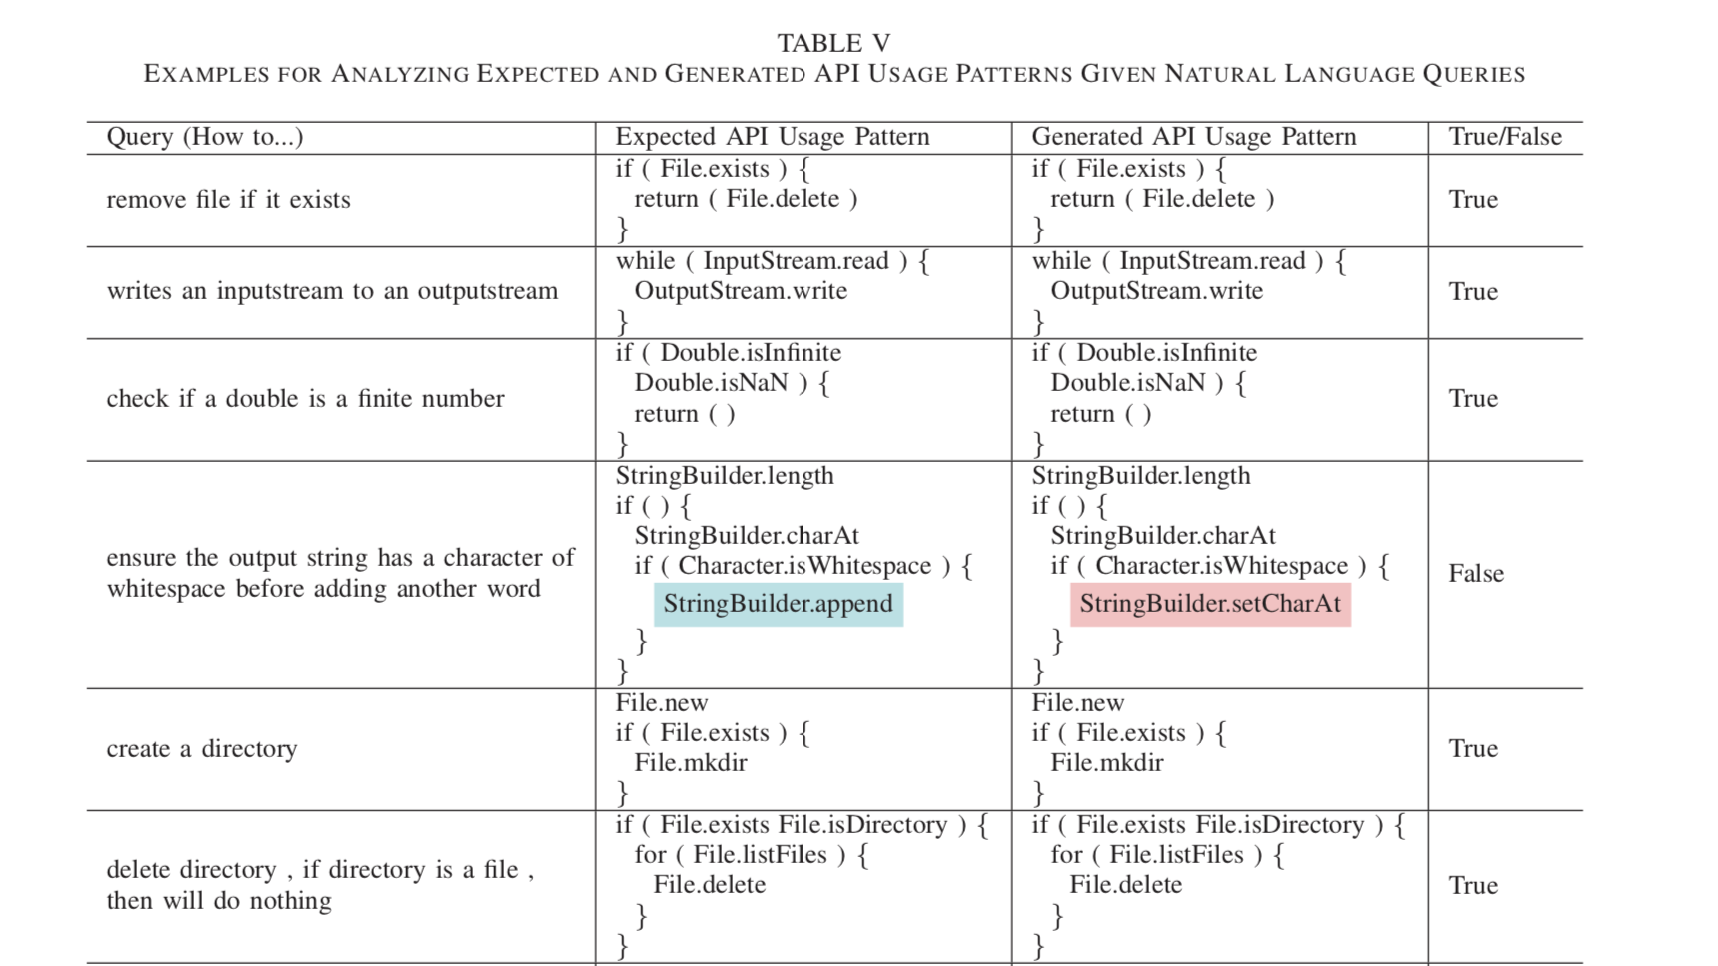 TABLE V
EXAMPLES FOR ANALYZING EXPECTED AND GENERATED API USAGE PATTERNS GIVEN NATURAL LANGUAGE QUERIES
Query (How to...) Expected API Usage Pattern Generated API Usage Pattern True/False
remove file if it exists
if ( File.exists ) {
return ( File.delete )
}
if ( File.exists ) {
return ( File.delete )
}
True
writes an inputstream to an outputstream
while ( InputStream.read ) {
OutputStream.write
}
while ( InputStream.read ) {
OutputStream.write
}
True
check if a double is a finite number
if ( Double.isInfinite
Double.isNaN ) {
return ( )
}
if ( Double.isInfinite
Double.isNaN ) {
return ( )
}
True
ensure the output string has a character of
whitespace before adding another word
StringBuilder.length
if ( ) {
StringBuilder.charAt
if ( Character.isWhitespace ) {
StringBuilder.append
}
}
StringBuilder.length
if ( ) {
StringBuilder.charAt
if ( Character.isWhitespace ) {
StringBuilder.setCharAt
}
}
False
create a directory
File.new
if ( File.exists ) {
File.mkdir
}
File.new
if ( File.exists ) {
File.mkdir
}
True
delete directory , if directory is a file ,
then will do nothing
if ( File.exists File.isDirectory ) {
for ( File.listFiles ) {
File.delete
}
}
if ( File.exists File.isDirectory ) {
for ( File.listFiles ) {
File.delete
}
}
True